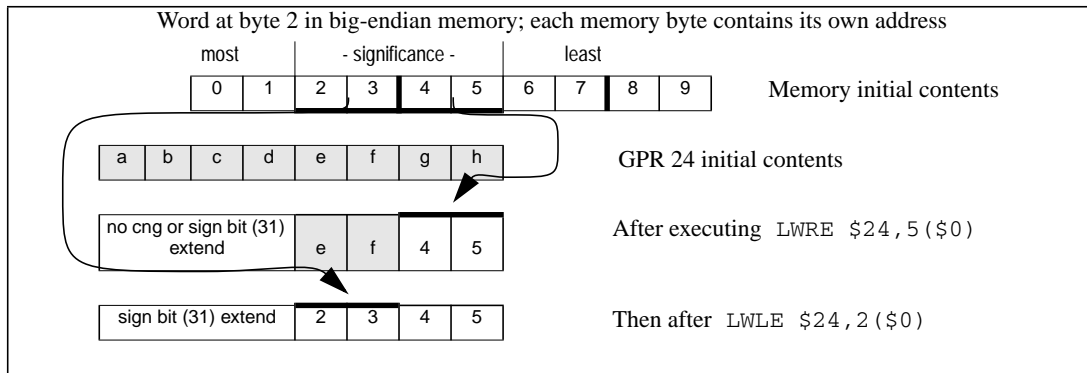 Word at byte 2 in big-endian memory; each memory byte contains its own address
most - significance - least
0 1 2 3 4 5 6 7 8 9 Memory initial contents
a b c d e f g h GPR 24 initial contents
no cng or sign bit (31)
extend e f 4 5 After executing LWRE $24,5($0)
sign bit (31) extend 2 3 4 5 Then after LWLE $24,2($0)